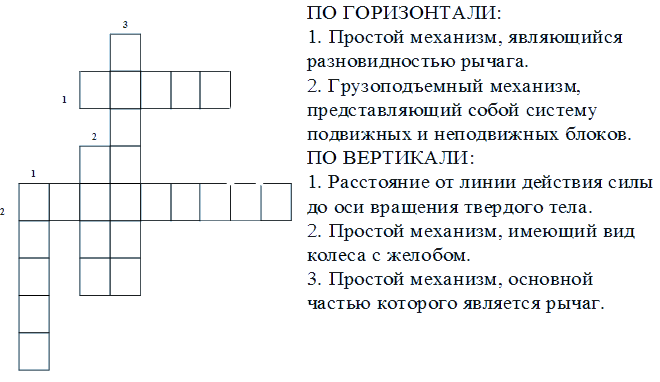 ПО ГОРИЗОНТАЛИ:
1. Простой механизм, являющийся
разновидностью рычага.
2. Грузоподъемный механизм,
представляющий собой систему
подвижных и неподвижных блоков.
ПО ВЕРТИКАЛИ:
1. Расстояние от линии действия силы
до оси вращения твердого тела.
2. Простой механизм, имеющий вид
колеса с желобом.
3. Простой механизм, основной
частью которого является рычаг.
3
1
2
1
2